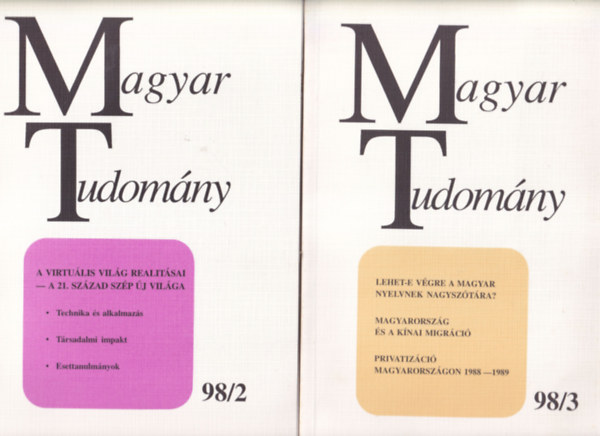 Magyar
Tudomány
A VIRTUÁLIS VILÁG REALITÁSAI
— A 21. SZÁZAD SZÉP ÚJ VILÁGA
• Technika és alkalmazás
• Társadalmi impakt
• Esettanulmányok
98/2
Magyar
Tudomány
LEHET-E VÉGRE A MAGYAR
NYELVNEK NAGYSZÓTÁRA?
MAGYARORSZÁG
ÉS A KÍNAI MIGRÁCIÓ
PRIVATIZÁCIÓ
MAGYARORSZÁGON 1988 —1989
98/3